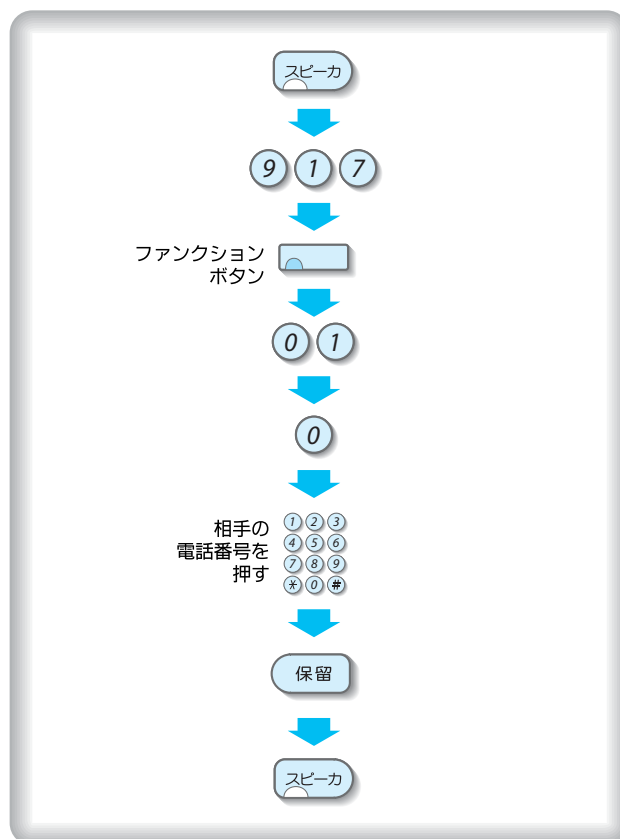 スピーカ
9 1 7
ファンクション
ボタン
0 1
0
相手の
電話番号を
押す
1 2 3
4 5 6
7 8 9
* 0 #
保留
スピーカ